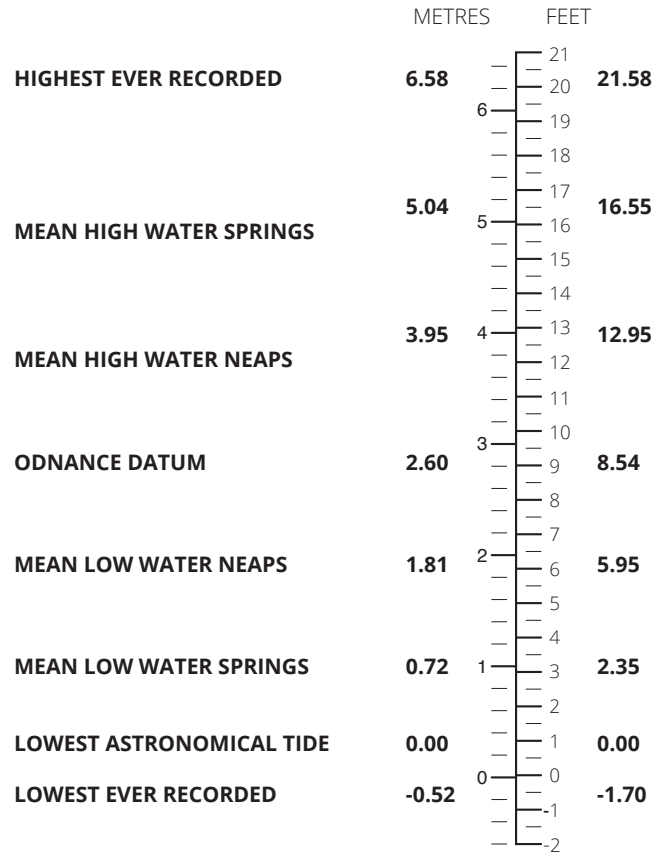 METRES FEET
21
HIGHEST EVER RECORDED 6.58 20 21.58
6
19
18
17
5.04 16.55
MEAN HIGH WATER SPRINGS 5 16
15
14
3.95 4 13 12.95
MEAN HIGH WATER NEAPS 12
11
10
3
ODNANCE DATUM 2.60 9 8.54
8
7
2
MEAN LOW WATER NEAPS 1.81 6 5.95
5
4
MEAN LOW WATER SPRINGS 0.72 1 3 2.35
2
LOWEST ASTRONOMICAL TIDE 0.00 1 0.00
0 0
LOWEST EVER RECORDED -0.52 -1.70
-1
-2